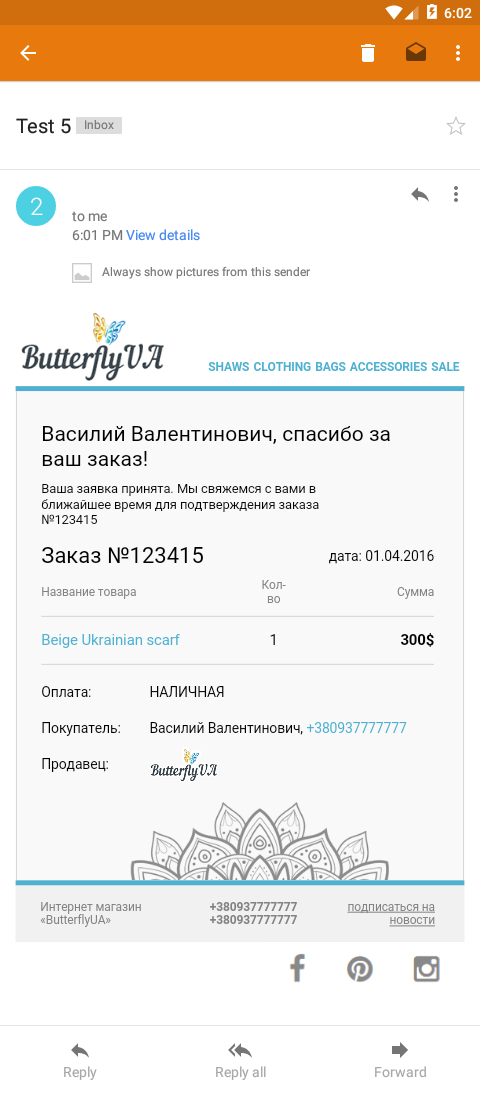 6:02
Test 5 Inbox
2
to me
6:01 PM View details
Always show pictures from this sender
ButterflyUA
SHAWS CLOTHING BAGS ACCESSORIES SALE
Василий Валентинович, спасибо за
ваш заказ!
Ваша заявка принята. Мы свяжемся с вами в
ближайшее время для подтверждения заказа
№123415
Заказ №123415 дата: 01.04.2016
Название товара Кол-
во Сумма
Beige Ukrainian scarf 1 300$
Оплата: НАЛИЧНАЯ
Покупатель: Василий Валентинович, +380937777777
Продавец: ButterflyUA
Интернет магазин +380937777777 подписаться на
«ButterflyUA» +380937777777 новости
Reply Reply all Forward